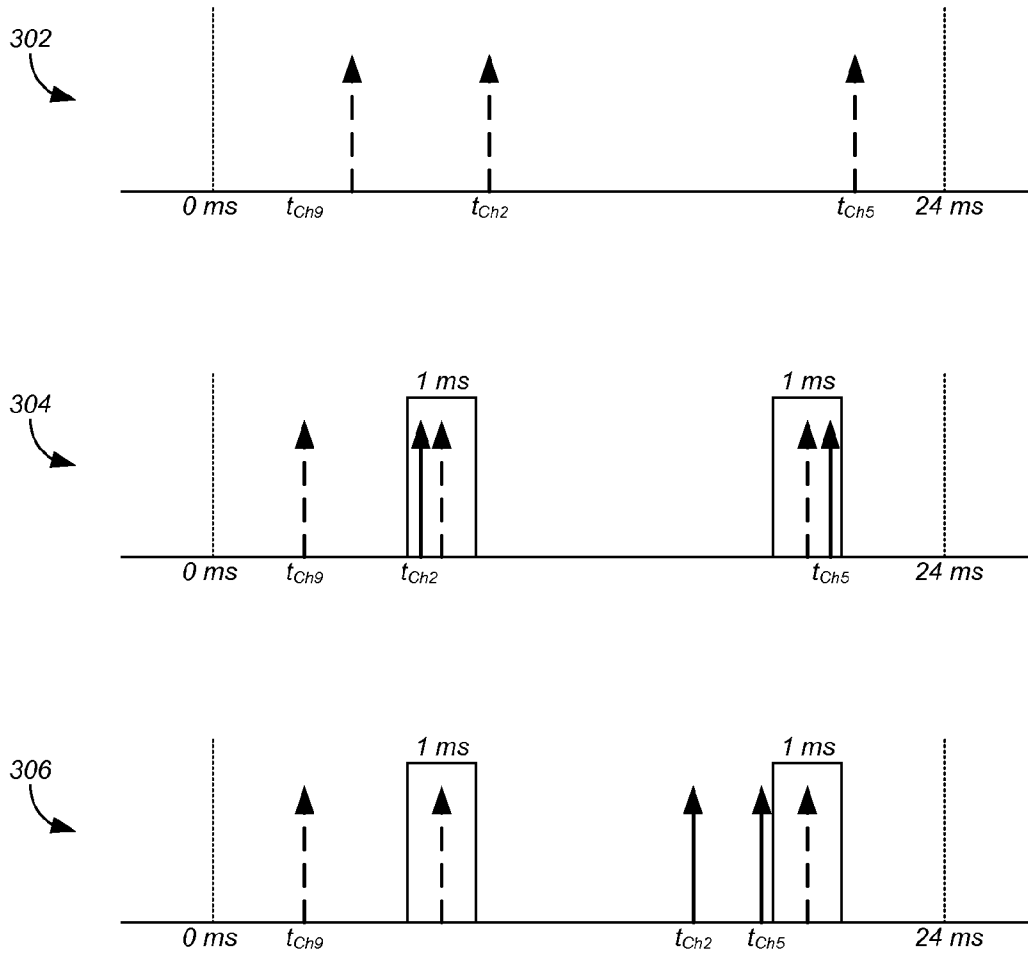 302
0 ms t_Ch9 t_Ch2 t_Ch5 24 ms
1 ms 1 ms
304
0 ms t_Ch9 t_Ch2 t_Ch5 24 ms
1 ms 1 ms
306
0 ms t_Ch9 t_Ch2 t_Ch5 24 ms